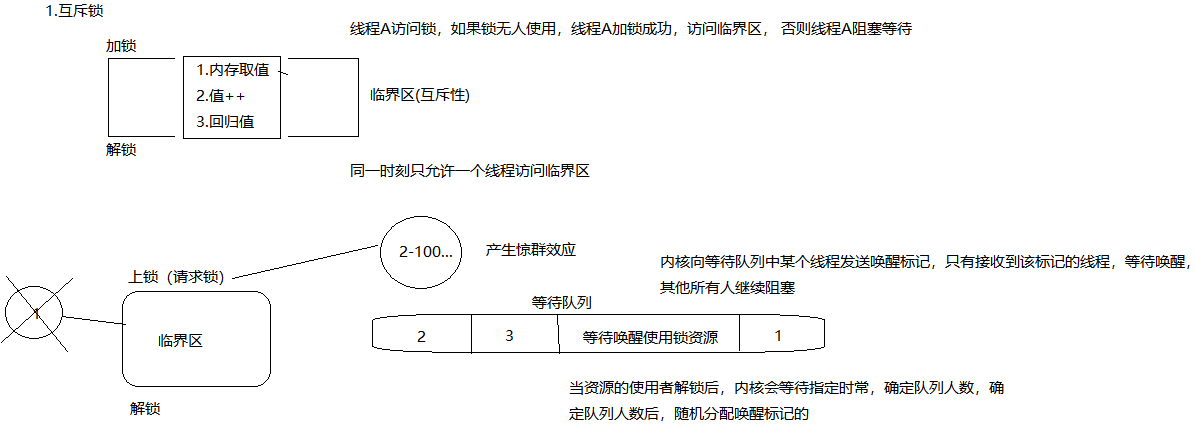 1.互斥锁
线程A访问锁，如果锁无人使用，线程A加锁成功，访问临界区， 否则线程A阻塞等待
加锁
1.内存取值
2.值++
3.回归值
临界区(互斥性)
解锁
同一时刻只允许一个线程访问临界区
2-100...
产生惊群效应
上锁（请求锁）
内核向等待队列中某个线程发送唤醒标记，只有接收到该标记的线程，等待唤醒，
其他所有人继续阻塞
1
等待队列
临界区
2
3
等待唤醒使用锁资源
1
当资源的使用者解锁后，内核会等待指定时常，确定队列人数，确
定队列人数后，随机分配唤醒标记的
解锁